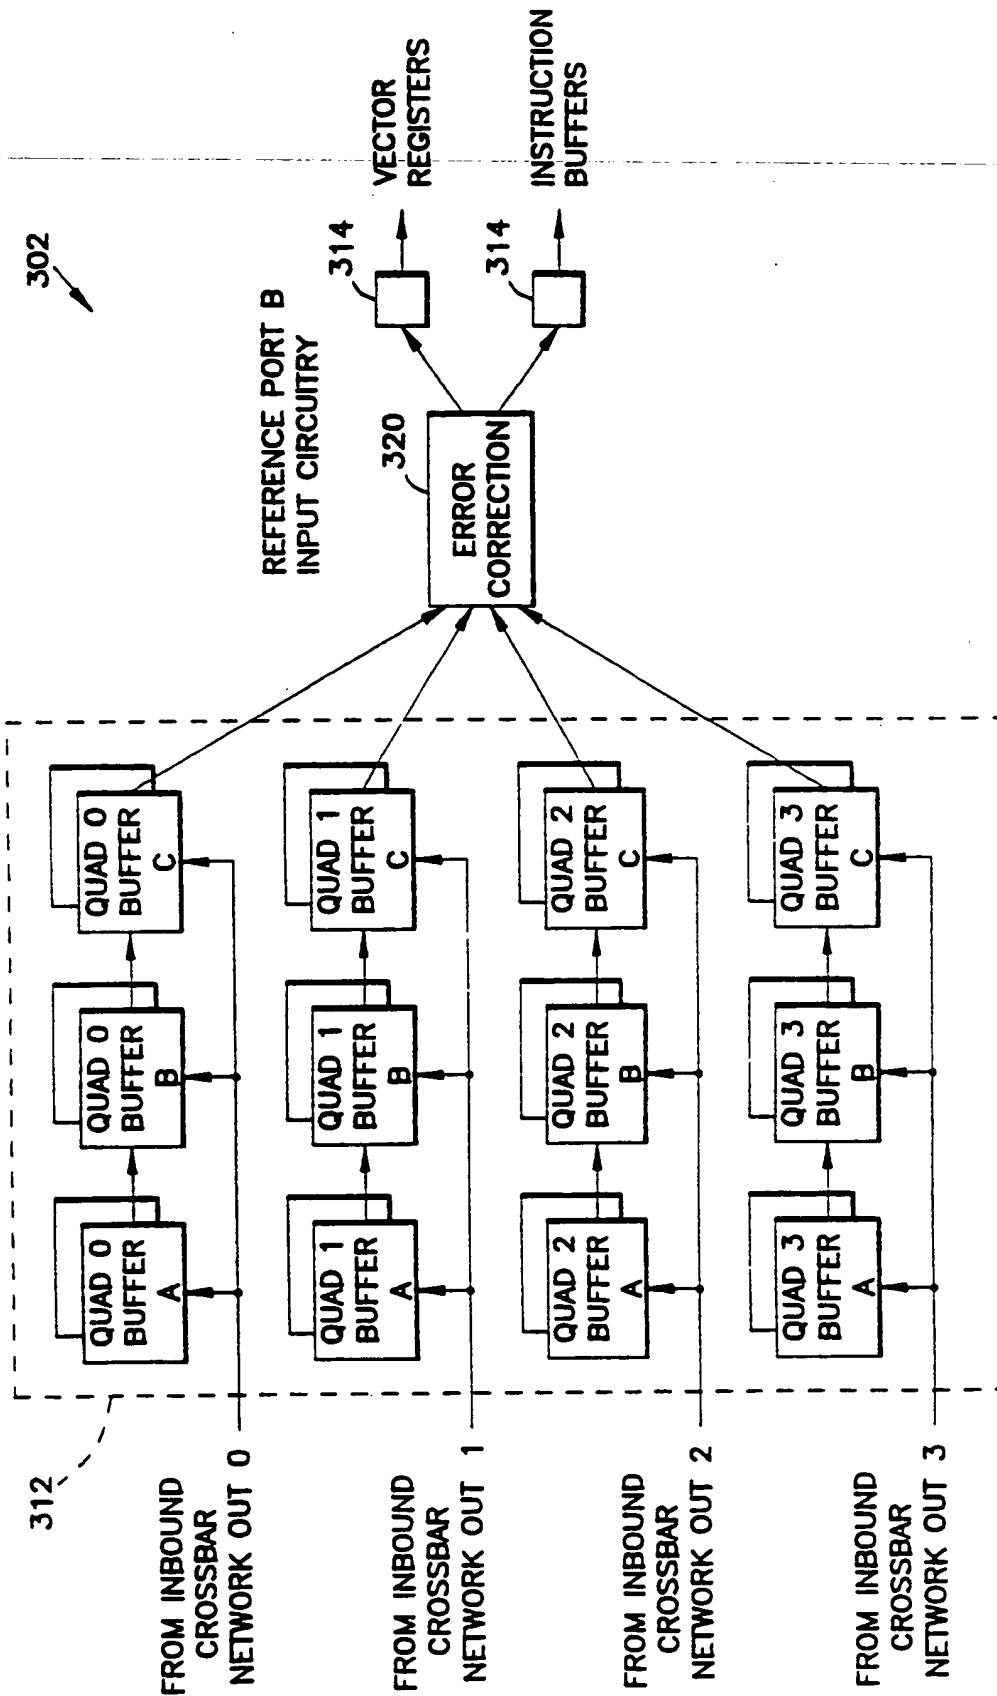 302
REFERENCE PORT B
INPUT CIRCUITRY
312
FROM INBOUND
CROSSBAR
NETWORK OUT 0
QUAD 0
BUFFER
A
QUAD 0
BUFFER
B
QUAD 0
BUFFER
C
FROM INBOUND
CROSSBAR
NETWORK OUT 1
QUAD 1
BUFFER
A
QUAD 1
BUFFER
B
QUAD 1
BUFFER
C
FROM INBOUND
CROSSBAR
NETWORK OUT 2
QUAD 2
BUFFER
A
QUAD 2
BUFFER
B
QUAD 2
BUFFER
C
FROM INBOUND
CROSSBAR
NETWORK OUT 3
QUAD 3
BUFFER
A
QUAD 3
BUFFER
B
QUAD 3
BUFFER
C
320
ERROR
CORRECTION
314
VECTOR
REGISTERS
314
INSTRUCTION
BUFFERS